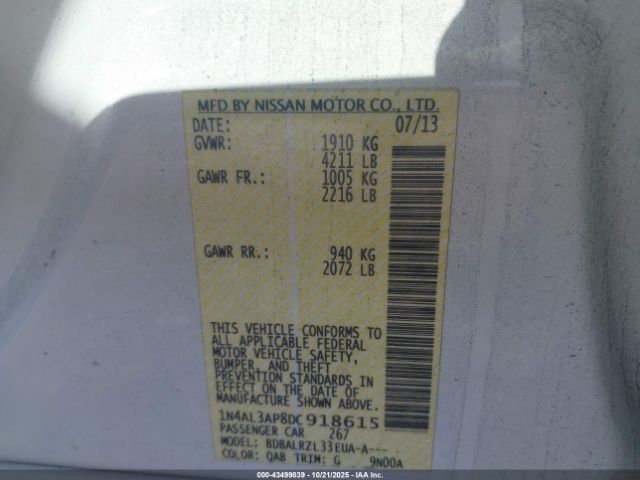 MFD BY NISSAN MOTOR CO., LTD.
DATE: 07/13
GVWR: 1910 KG
4211 LB
GAWR FR.: 1005 KG
2216 LB
GAWR RR.: 940 KG
2072 LB
THIS VEHICLE CONFORMS TO
ALL APPLICABLE FEDERAL
MOTOR VEHICLE SAFETY,
BUMPER, AND THEFT
PREVENTION STANDARDS IN
EFFECT ON THE DATE OF
MANUFACTURE SHOWN ABOVE.
1N4AL3AP8DC918615
PASSENGER CAR 267
MODEL: BDBALRZL33EUA-A---
COLOR: QAB TRIM: G 9N00A
000-43499839 - 10/21/2025 - IAA Inc.